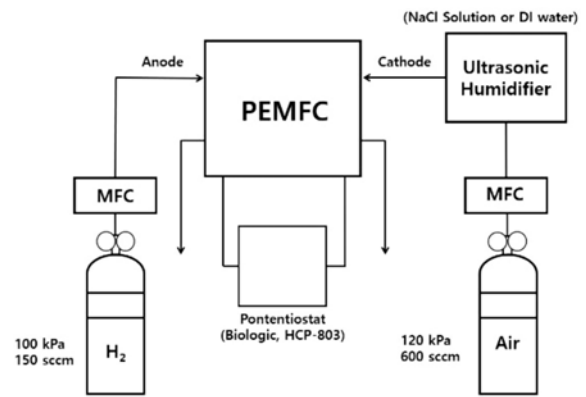 (NaCl Solution or DI water)
Anode
Cathode
Ultrasonic
Humidifier
PEMFC
MFC
MFC
Pontentiostat
(Biologic, HCP-803)
100 kPa
150 sccm
H₂
120 kPa
600 sccm
Air